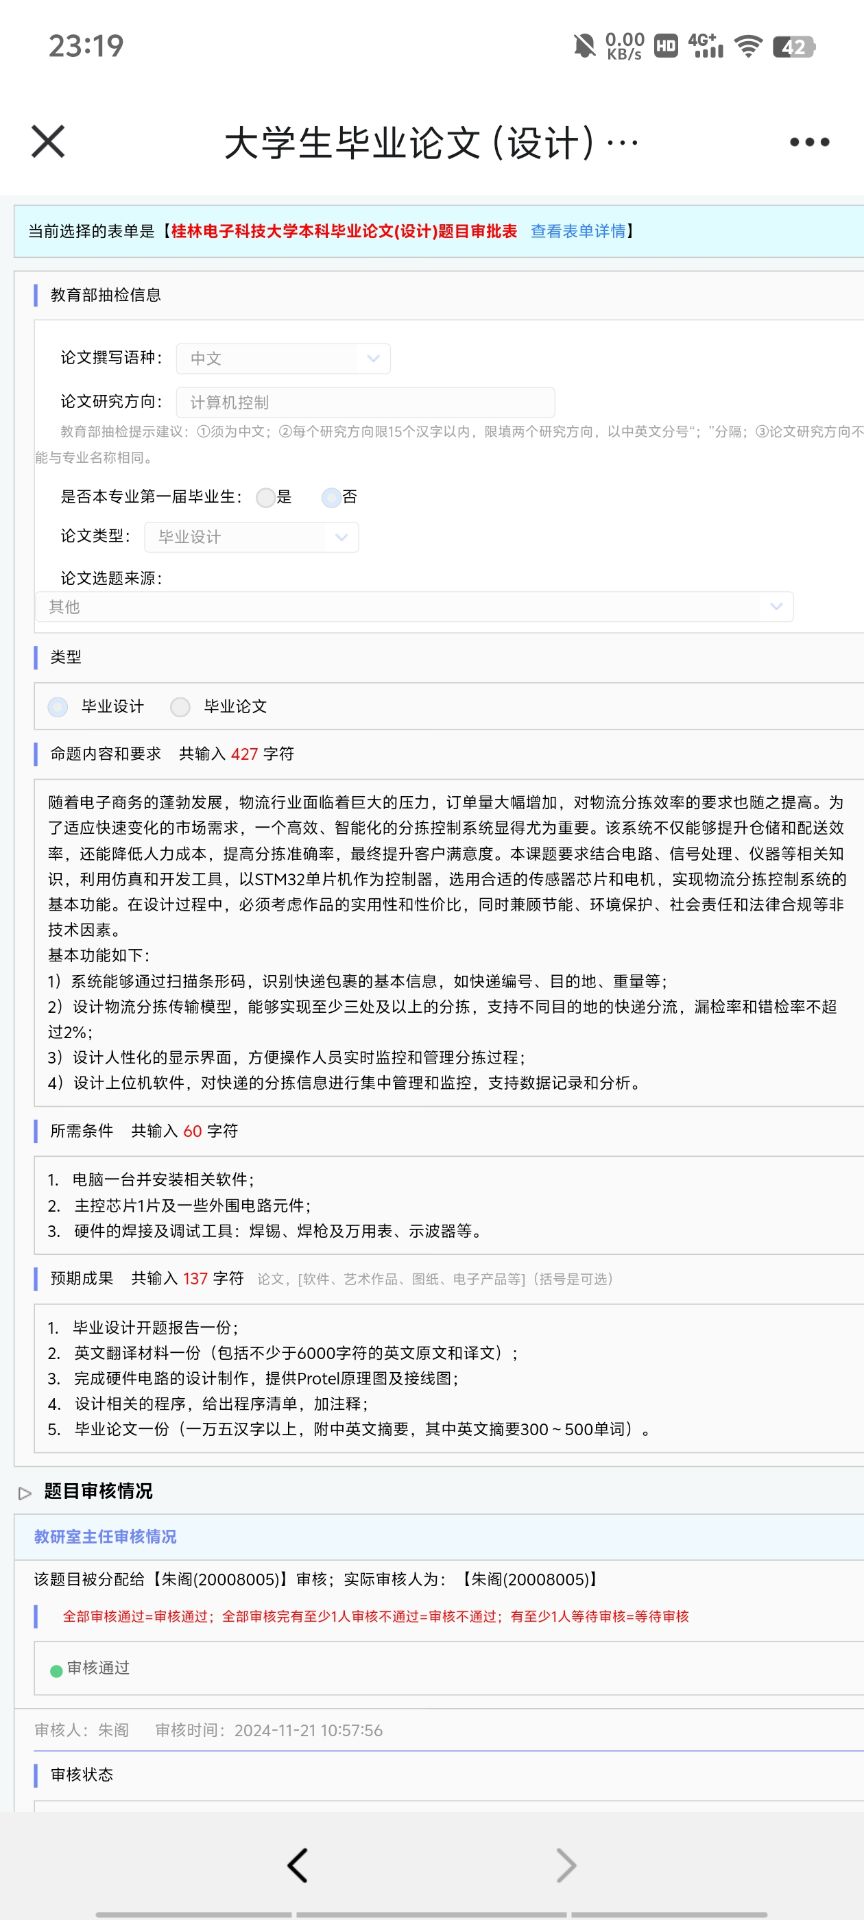 23:19
0.00 KB/s HD 4G+ 42
大学生毕业论文(设计)…
当前选择的表单是【桂林电子科技大学本科毕业论文(设计)题目审批表 查看表单详情】
教育部抽检信息
论文撰写语种： 中文
论文研究方向： 计算机控制
教育部抽检提示建议：①须为中文；②每个研究方向限15个汉字以内，限填两个研究方向，以中英文分号“；”分隔；③论文研究方向不
能与专业名称相同。
是否本专业第一届毕业生： 是 否
论文类型： 毕业设计
论文选题来源：
其他
类型
毕业设计 毕业论文
命题内容和要求 共输入 427 字符
随着电子商务的蓬勃发展，物流行业面临着巨大的压力，订单量大幅增加，对物流分拣效率的要求也随之提高。为
了适应快速变化的市场需求，一个高效、智能化的分拣控制系统显得尤为重要。该系统不仅能够提升仓储和配送效
率，还能降低人力成本，提高分拣准确率，最终提升客户满意度。本课题要求结合电路、信号处理、仪器等相关知
识，利用仿真和开发工具，以STM32单片机作为控制器，选用合适的传感器芯片和电机，实现物流分拣控制系统的
基本功能。在设计过程中，必须考虑作品的实用性和性价比，同时兼顾节能、环境保护、社会责任和法律合规等非
技术因素。
基本功能如下：
1）系统能够通过扫描条形码，识别快递包裹的基本信息，如快递编号、目的地、重量等；
2）设计物流分拣传输模型，能够实现至少三处及以上的分拣，支持不同目的地的快递分流，漏检率和错检率不超
过2%；
3）设计人性化的显示界面，方便操作人员实时监控和管理分拣过程；
4）设计上位机软件，对快递的分拣信息进行集中管理和监控，支持数据记录和分析。
所需条件 共输入 60 字符
1. 电脑一台并安装相关软件；
2. 主控芯片1片及一些外围电路元件；
3. 硬件的焊接及调试工具：焊锡、焊枪及万用表、示波器等。
预期成果 共输入 137 字符 论文，[软件、艺术作品、图纸、电子产品等]（括号是可选）
1. 毕业设计开题报告一份；
2. 英文翻译材料一份（包括不少于6000字符的英文原文和译文）；
3. 完成硬件电路的设计制作，提供Protel原理图及接线图；
4. 设计相关的程序，给出程序清单，加注释；
5. 毕业论文一份（一万五汉字以上，附中英文摘要，其中英文摘要300～500单词）。
题目审核情况
教研室主任审核情况
该题目被分配给【朱阁(20008005)】审核；实际审核人为：【朱阁(20008005)】
全部审核通过=审核通过；全部审核完有至少1人审核不通过=审核不通过；有至少1人等待审核=等待审核
审核通过
审核人：朱阁 审核时间：2024-11-21 10:57:56
审核状态